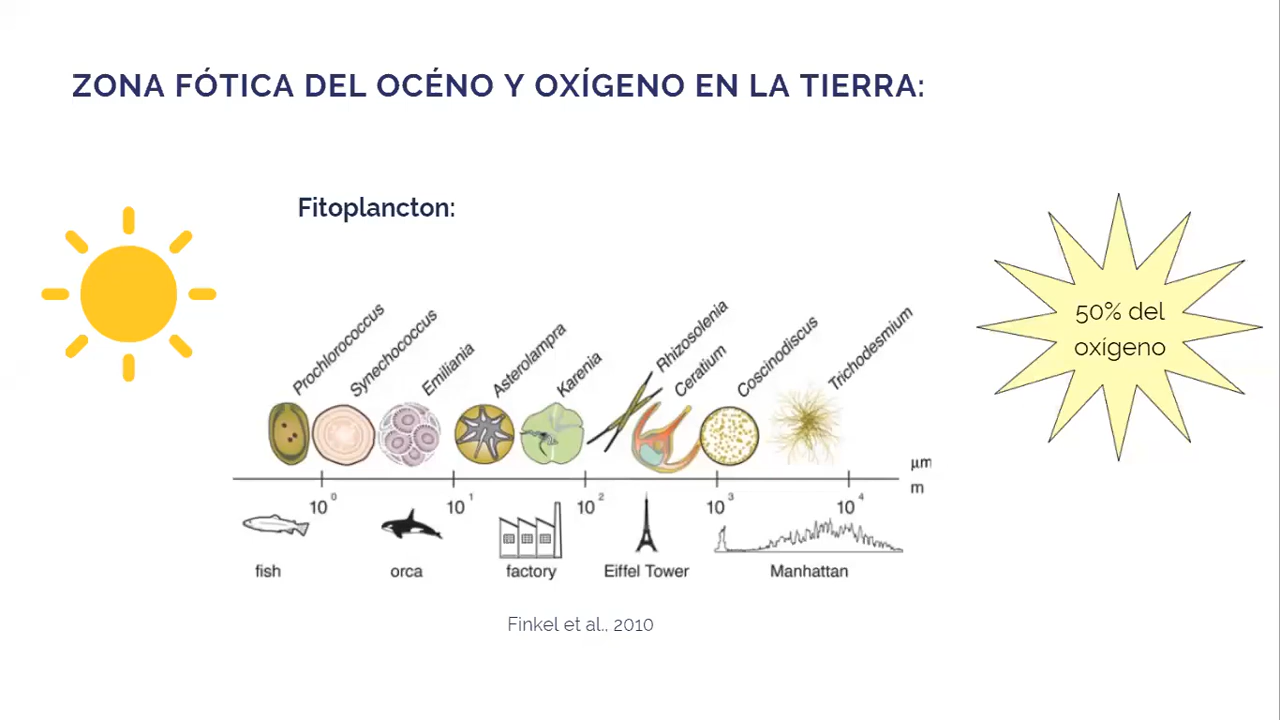 ZONA FÓTICA DEL OCÉNO Y OXÍGENO EN LA TIERRA:
Fitoplancton:
50% del
oxígeno
Prochlorococcus
Synechococcus
Emiliania
Asterolampra
Karenia
Rhizosolenia
Ceratium
Coscinodiscus
Trichodesmium
µm
m
10⁰ 10¹ 10² 10³ 10⁴
fish orca factory Eiffel Tower Manhattan
Finkel et al., 2010